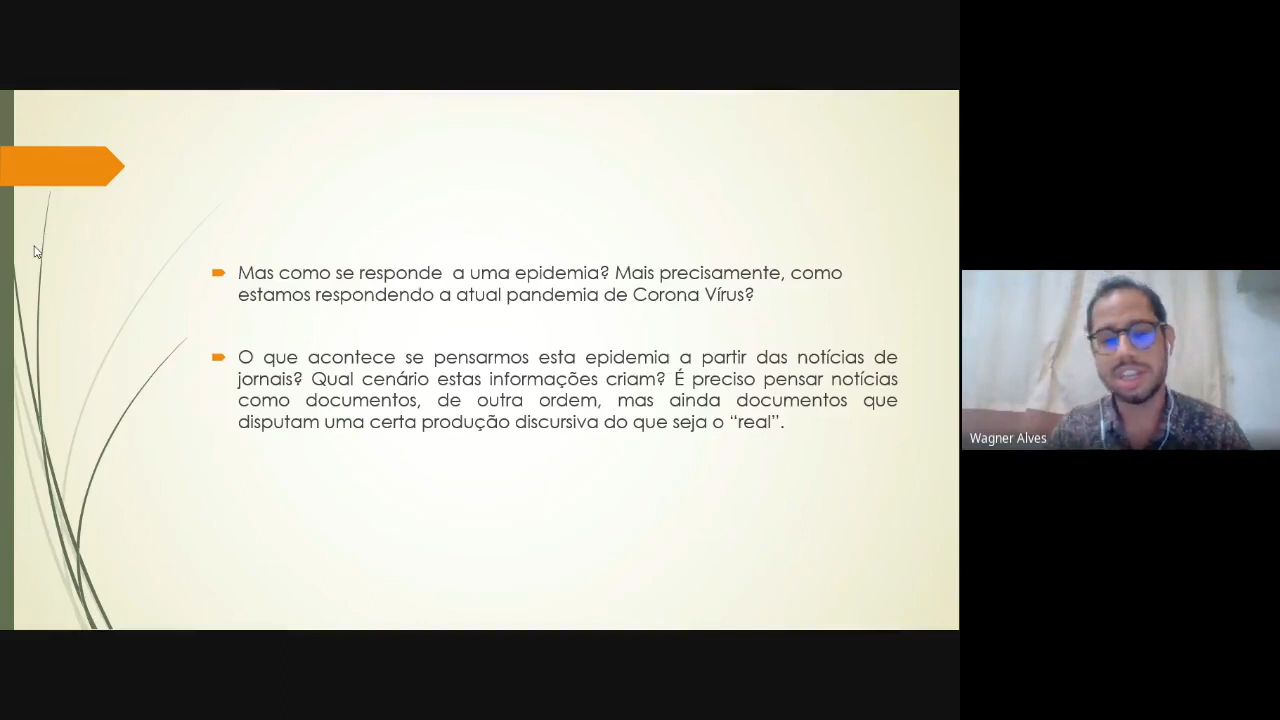 Mas como se responde  a uma epidemia? Mais precisamente, como
estamos respondendo a atual pandemia de Corona Vírus?
O que acontece se pensarmos esta epidemia a partir das notícias de
jornais? Qual cenário estas informações criam? É preciso pensar notícias
como documentos, de outra ordem, mas ainda documentos que
disputam uma certa produção discursiva do que seja o “real”.
Wagner Alves